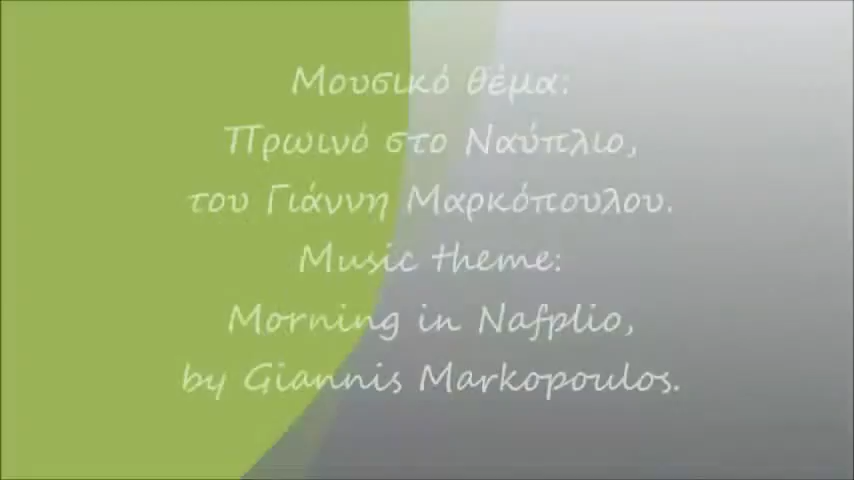 Μουσικό θέμα:
Πρωινό στο Ναύπλιο,
του Γιάννη Μαρκόπουλου.
Music theme:
Morning in Nafplio,
by Giannis Markopoulos.